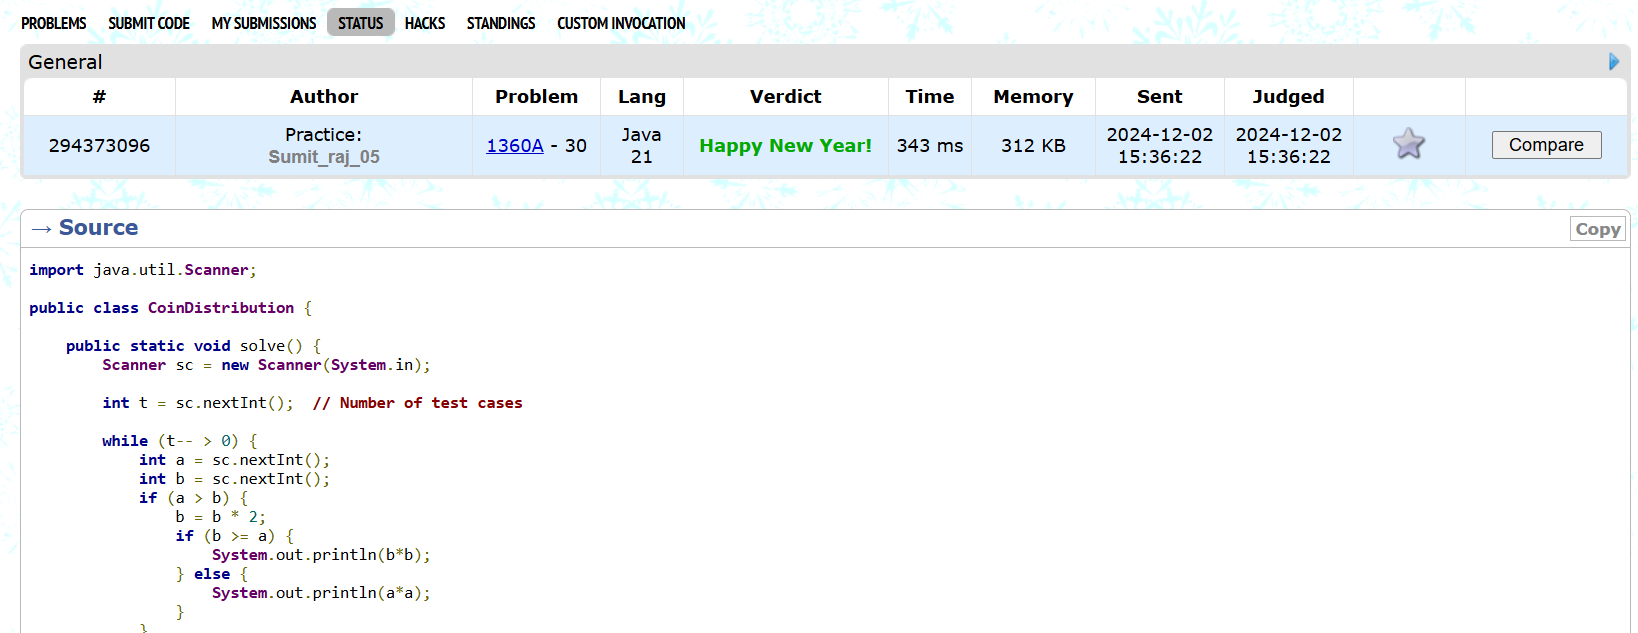 PROBLEMS SUBMIT CODE MY SUBMISSIONS STATUS HACKS STANDINGS CUSTOM INVOCATION
General
# Author Problem Lang Verdict Time Memory Sent Judged
294373096 Practice: Sumit_raj_05 1360A - 30 Java 21 Happy New Year! 343 ms 312 KB 2024-12-02 15:36:22 2024-12-02 15:36:22 Compare
→ Source Copy
import java.util.Scanner;
public class CoinDistribution {
public static void solve() {
Scanner sc = new Scanner(System.in);
int t = sc.nextInt();  // Number of test cases
while (t-- > 0) {
int a = sc.nextInt();
int b = sc.nextInt();
if (a > b) {
b = b * 2;
if (b >= a) {
System.out.println(b*b);
} else {
System.out.println(a*a);
}
}